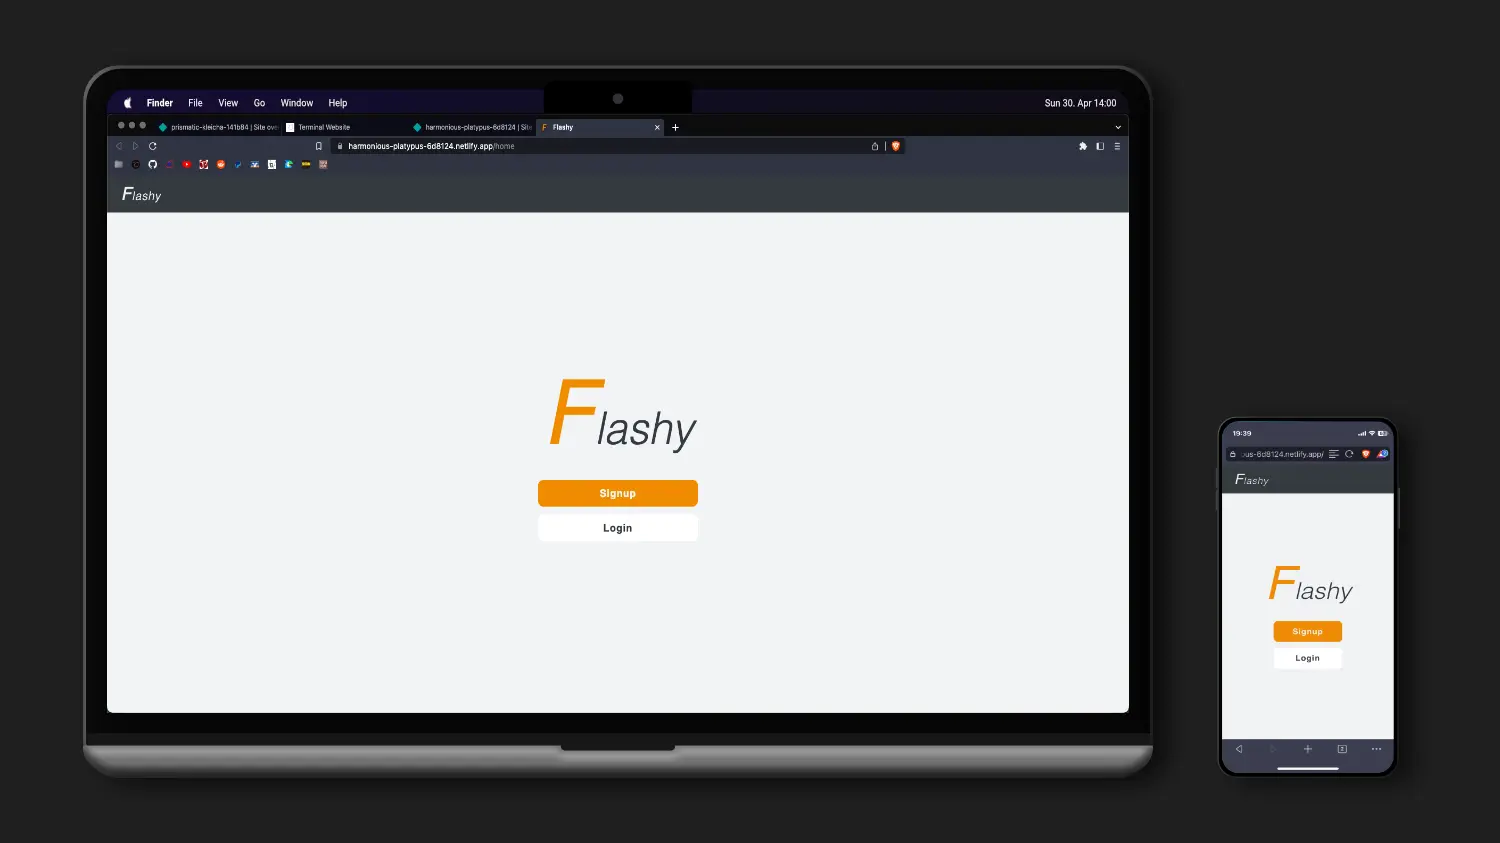 Finder File View Go Window Help Sun 30. Apr 14:00
prismatic-kleicha-141b84 | Site ove Terminal Website harmonious-platypus-6d8124 | Site Flashy
harmonious-platypus-6d8124.netlify.app/home
Flashy
Flashy
Signup
Login
19:39
us-6d8124.netlify.app/
Flashy
Flashy
Signup
Login
2